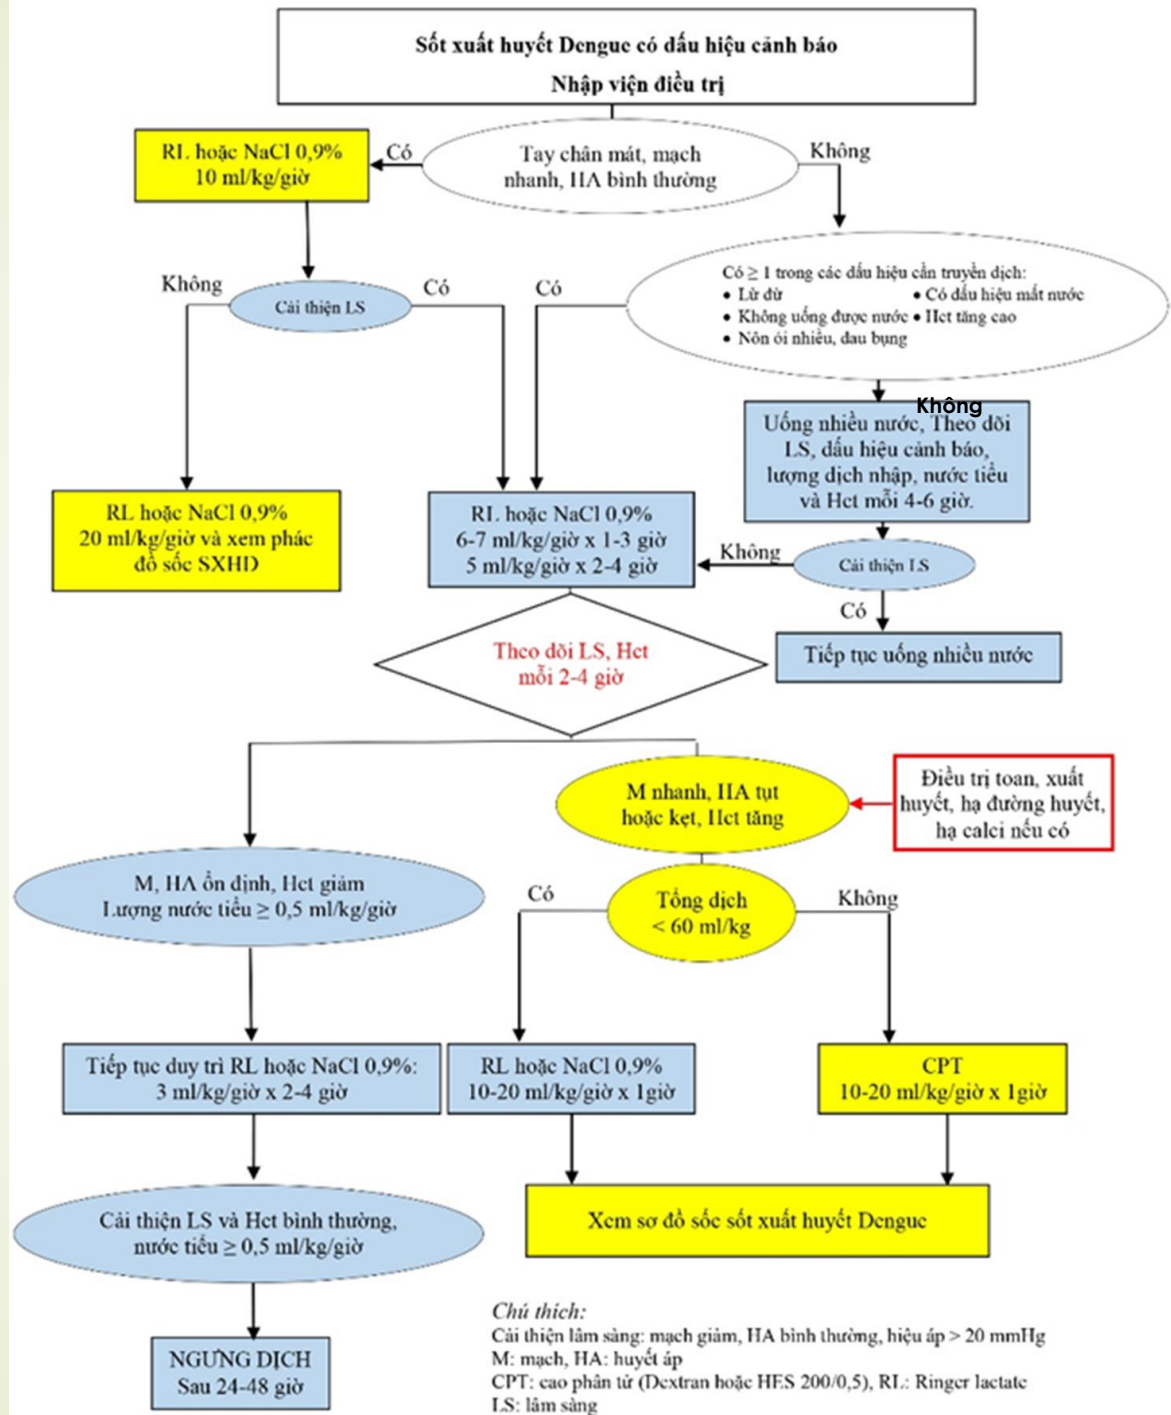 Sốt xuất huyết Dengue có dấu hiệu cảnh báo
Nhập viện điều trị
RL hoặc NaCl 0,9%
10 ml/kg/giờ
Có
Tay chân mát, mạch
nhanh, HA bình thường
Không
Không
Cải thiện LS
Có
Có
Có ≥ 1 trong các dấu hiệu cần truyền dịch:
• Lừ đừ
• Có dấu hiệu mất nước
• Không uống được nước
• Hct tăng cao
• Nôn ói nhiều, đau bụng
Không
Uống nhiều nước, Theo dõi
LS, dấu hiệu cảnh báo,
lượng dịch nhập, nước tiểu
và Hct mỗi 4-6 giờ.
RL hoặc NaCl 0,9%
20 ml/kg/giờ và xem phác
đồ sốc SXHD
RL hoặc NaCl 0,9%
6-7 ml/kg/giờ x 1-3 giờ
5 ml/kg/giờ x 2-4 giờ
Không
Cải thiện LS
Có
Tiếp tục uống nhiều nước
Theo dõi LS, Hct
mỗi 2-4 giờ
M nhanh, HA tụt
hoặc kẹt, Hct tăng
Điều trị toan, xuất
huyết, hạ đường huyết,
hạ calci nếu có
M, HA ổn định, Hct giảm
Lượng nước tiểu ≥ 0,5 ml/kg/giờ
Có
Tổng dịch
< 60 ml/kg
Không
Tiếp tục duy trì RL hoặc NaCl 0,9%:
3 ml/kg/giờ x 2-4 giờ
RL hoặc NaCl 0,9%
10-20 ml/kg/giờ x 1giờ
CPT
10-20 ml/kg/giờ x 1giờ
Cải thiện LS và Hct bình thường,
nước tiểu ≥ 0,5 ml/kg/giờ
Xem sơ đồ sốc sốt xuất huyết Dengue
NGƯNG DỊCH
Sau 24-48 giờ
Chú thích:
Cải thiện lâm sàng: mạch giảm, HA bình thường, hiệu áp > 20 mmHg
M: mạch, HA: huyết áp
CPT: cao phân tử (Dextran hoặc HES 200/0,5), RL: Ringer lactate
LS: lâm sàng